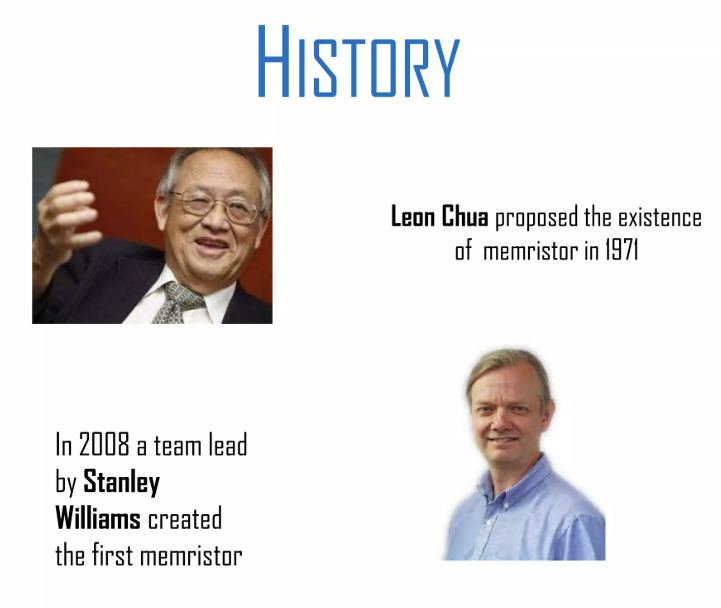 History
Leon Chua proposed the existence
of memristor in 1971
In 2008 a team lead
by Stanley
Williams created
the first memristor